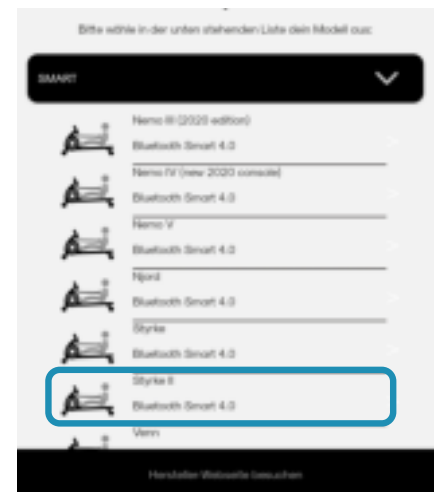 Bitte wähle in der unten stehenden Liste dein Modell aus:
SMART
Nemo III (2020 edition)
Bluetooth Smart 4.0
Nemo IV (new 2020 console)
Bluetooth Smart 4.0
Nemo V
Bluetooth Smart 4.0
Njord
Bluetooth Smart 4.0
Styrke
Bluetooth Smart 4.0
Styrke II
Bluetooth Smart 4.0
Venn
Hersteller Webseite besuchen